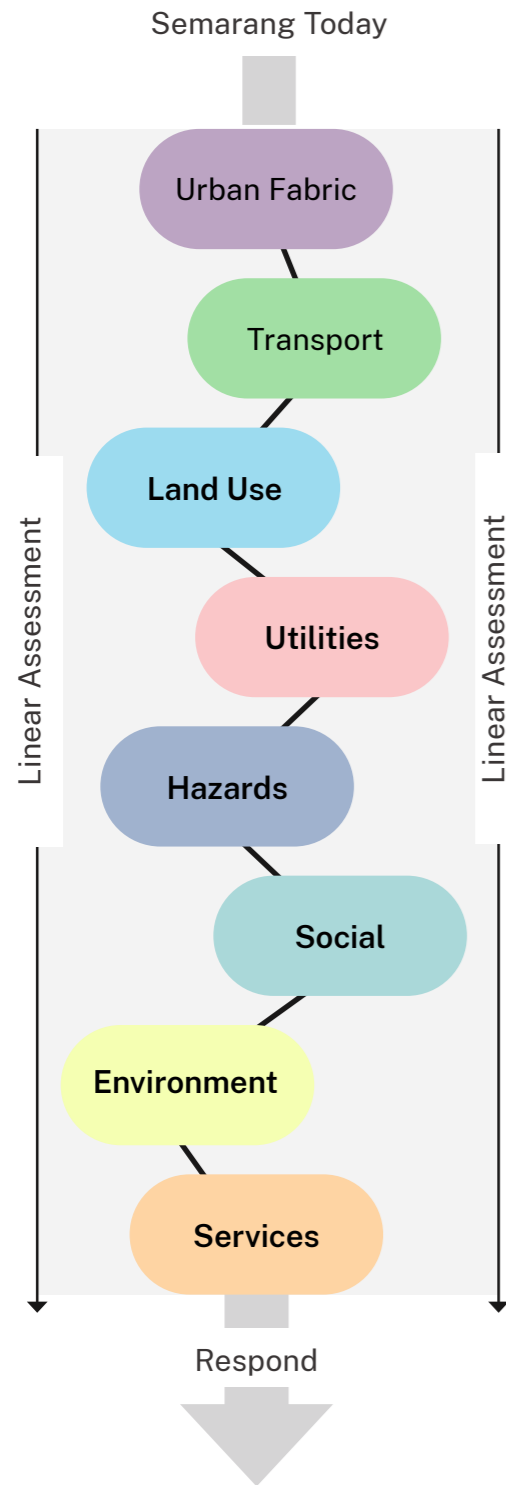 Semarang Today
Urban Fabric
Transport
Land Use
Linear Assessment
Linear Assessment
Utilities
Hazards
Social
Environment
Services
Respond